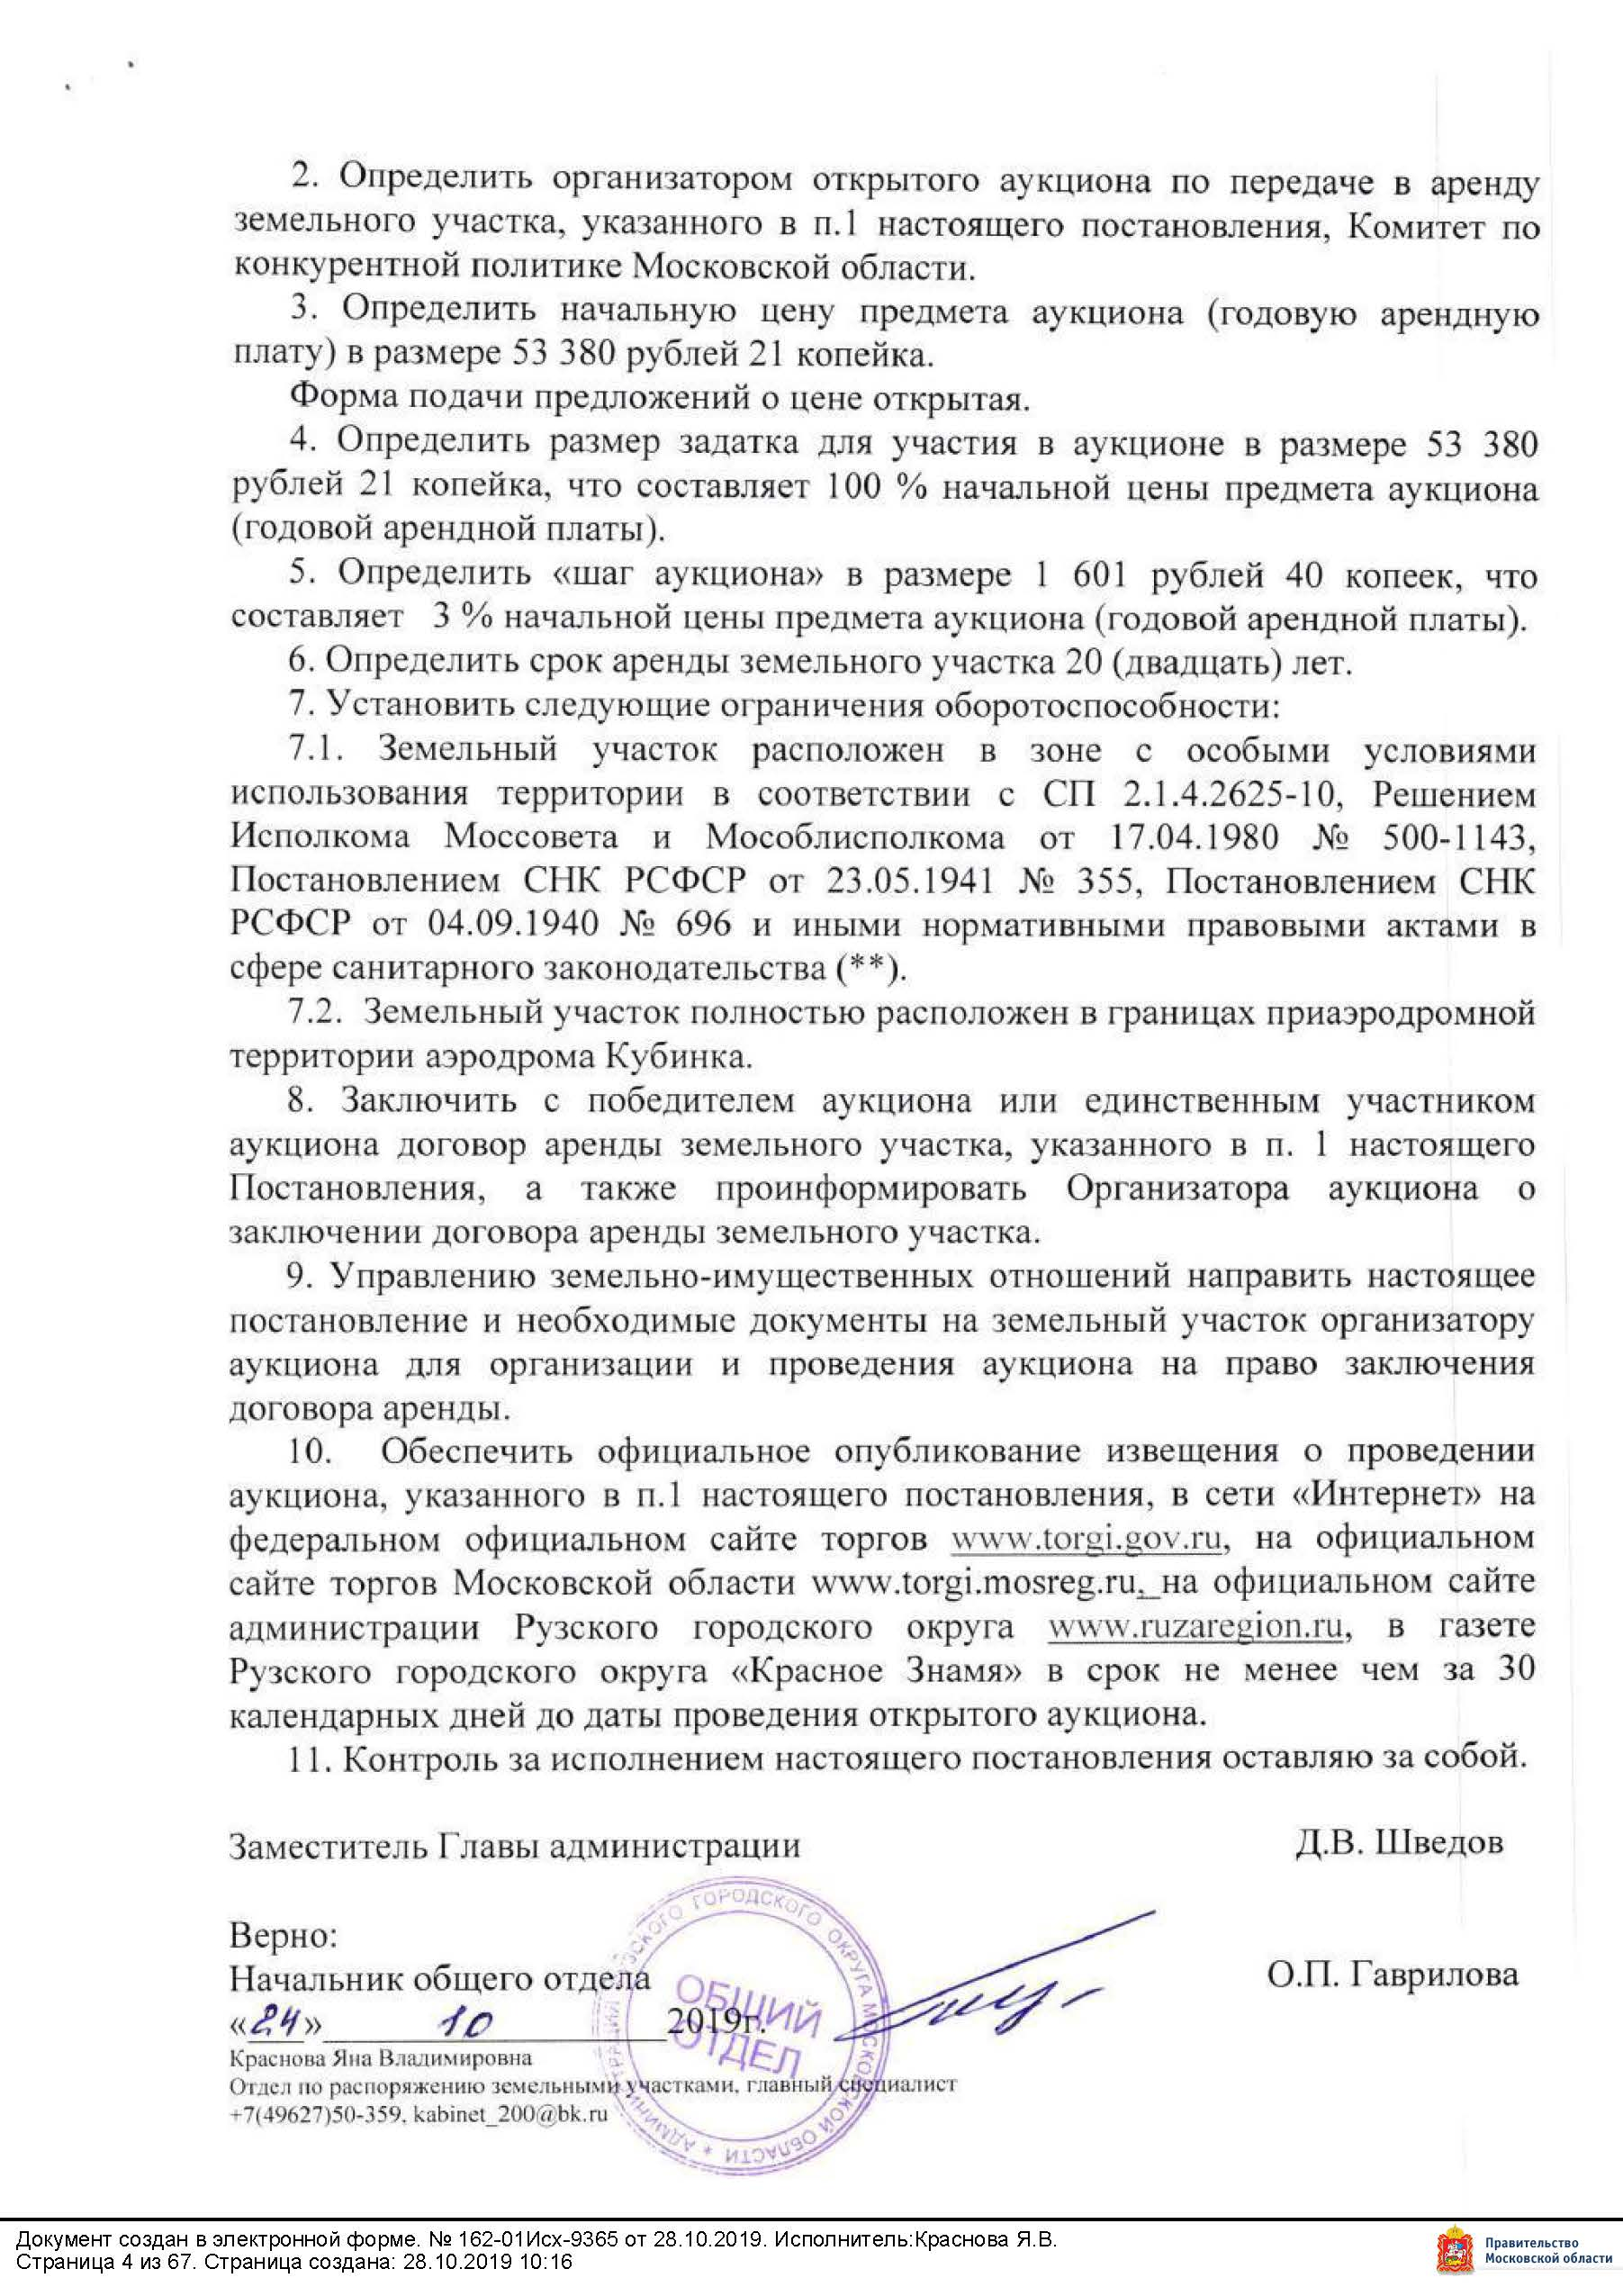 2. Определить организатором открытого аукциона по передаче в аренду
земельного участка, указанного в п.1 настоящего постановления, Комитет по
конкурентной политике Московской области.
3. Определить начальную цену предмета аукциона (годовую арендную
плату) в размере 53 380 рублей 21 копейка.
Форма подачи предложений о цене открытая.
4. Определить размер задатка для участия в аукционе в размере 53 380
рублей 21 копейка, что составляет 100 % начальной цены предмета аукциона
(годовой арендной платы).
5. Определить «шаг аукциона» в размере 1 601 рублей 40 копеек, что
составляет 3 % начальной цены предмета аукциона (годовой арендной платы).
6. Определить срок аренды земельного участка 20 (двадцать) лет.
7. Установить следующие ограничения оборотоспособности:
7.1. Земельный участок расположен в зоне с особыми условиями
использования территории в соответствии с СП 2.1.4.2625-10, Решением
Исполкома Моссовета и Мособлисполкома от 17.04.1980 № 500-1143,
Постановлением СНК РСФСР от 23.05.1941 № 355, Постановлением СНК
РСФСР от 04.09.1940 № 696 и иными нормативными правовыми актами в
сфере санитарного законодательства (**).
7.2. Земельный участок полностью расположен в границах приаэродромной
территории аэродрома Кубинка.
8. Заключить с победителем аукциона или единственным участником
аукциона договор аренды земельного участка, указанного в п. 1 настоящего
Постановления, а также проинформировать Организатора аукциона о
заключении договора аренды земельного участка.
9. Управлению земельно-имущественных отношений направить настоящее
постановление и необходимые документы на земельный участок организатору
аукциона для организации и проведения аукциона на право заключения
договора аренды.
10. Обеспечить официальное опубликование извещения о проведении
аукциона, указанного в п.1 настоящего постановления, в сети «Интернет» на
федеральном официальном сайте торгов www.torgi.gov.ru, на официальном
сайте торгов Московской области www.torgi.mosreg.ru, на официальном сайте
администрации Рузского городского округа www.ruzaregion.ru, в газете
Рузского городского округа «Красное Знамя» в срок не менее чем за 30
календарных дней до даты проведения открытого аукциона.
11. Контроль за исполнением настоящего постановления оставляю за собой.
Заместитель Главы администрации Д.В. Шведов
Верно:
Начальник общего отдела О.П. Гаврилова
«24» 10 2019г.
Краснова Яна Владимировна
Отдел по распоряжению земельными участками, главный специалист
+7(49627)50-359, kabinet_200@bk.ru
АДМИНИСТРАЦИЯ РУЗСКОГО ГОРОДСКОГО ОКРУГА МОСКОВСКОЙ ОБЛАСТИ *
ОБЩИЙ
ОТДЕЛ
Документ создан в электронной форме. № 162-01Исх-9365 от 28.10.2019. Исполнитель:Краснова Я.В.
Страница 4 из 67. Страница создана: 28.10.2019 10:16
Правительство
Московской области